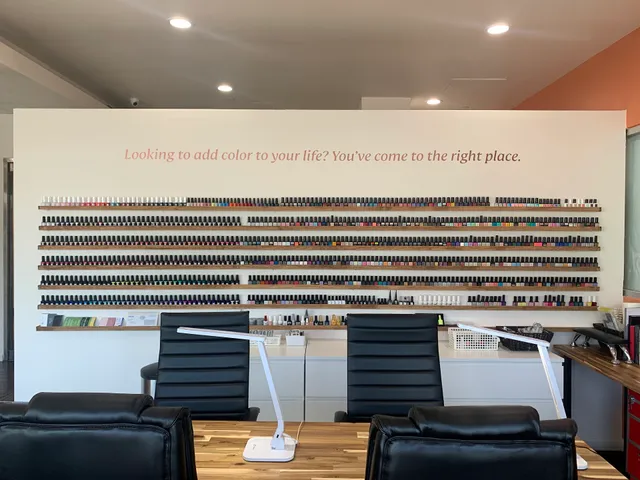 Looking to add color to your life? You've come to the right place.